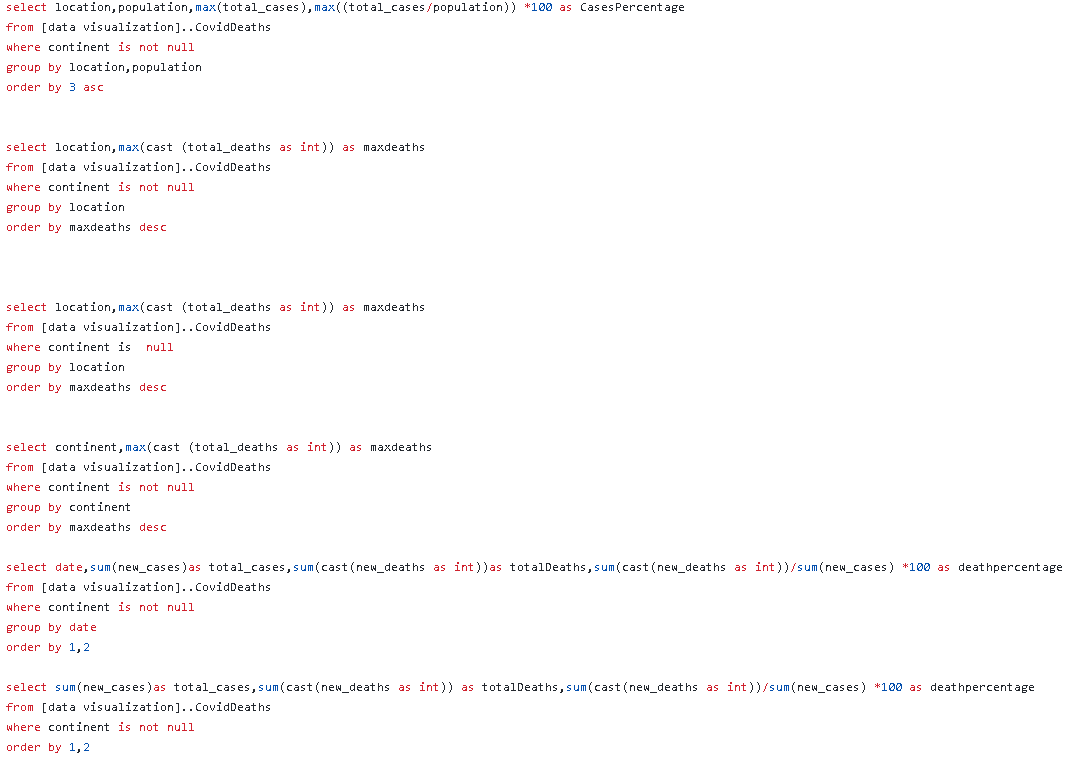 select location,population,max(total_cases),max((total_cases/population)) *100 as CasesPercentage
from [data visualization]..CovidDeaths
where continent is not null
group by location,population
order by 3 asc
select location,max(cast (total_deaths as int)) as maxdeaths
from [data visualization]..CovidDeaths
where continent is not null
group by location
order by maxdeaths desc
select location,max(cast (total_deaths as int)) as maxdeaths
from [data visualization]..CovidDeaths
where continent is  null
group by location
order by maxdeaths desc
select continent,max(cast (total_deaths as int)) as maxdeaths
from [data visualization]..CovidDeaths
where continent is not null
group by continent
order by maxdeaths desc
select date,sum(new_cases)as total_cases,sum(cast(new_deaths as int))as totalDeaths,sum(cast(new_deaths as int))/sum(new_cases) *100 as deathpercentage
from [data visualization]..CovidDeaths
where continent is not null
group by date
order by 1,2
select sum(new_cases)as total_cases,sum(cast(new_deaths as int)) as totalDeaths,sum(cast(new_deaths as int))/sum(new_cases) *100 as deathpercentage
from [data visualization]..CovidDeaths
where continent is not null
order by 1,2